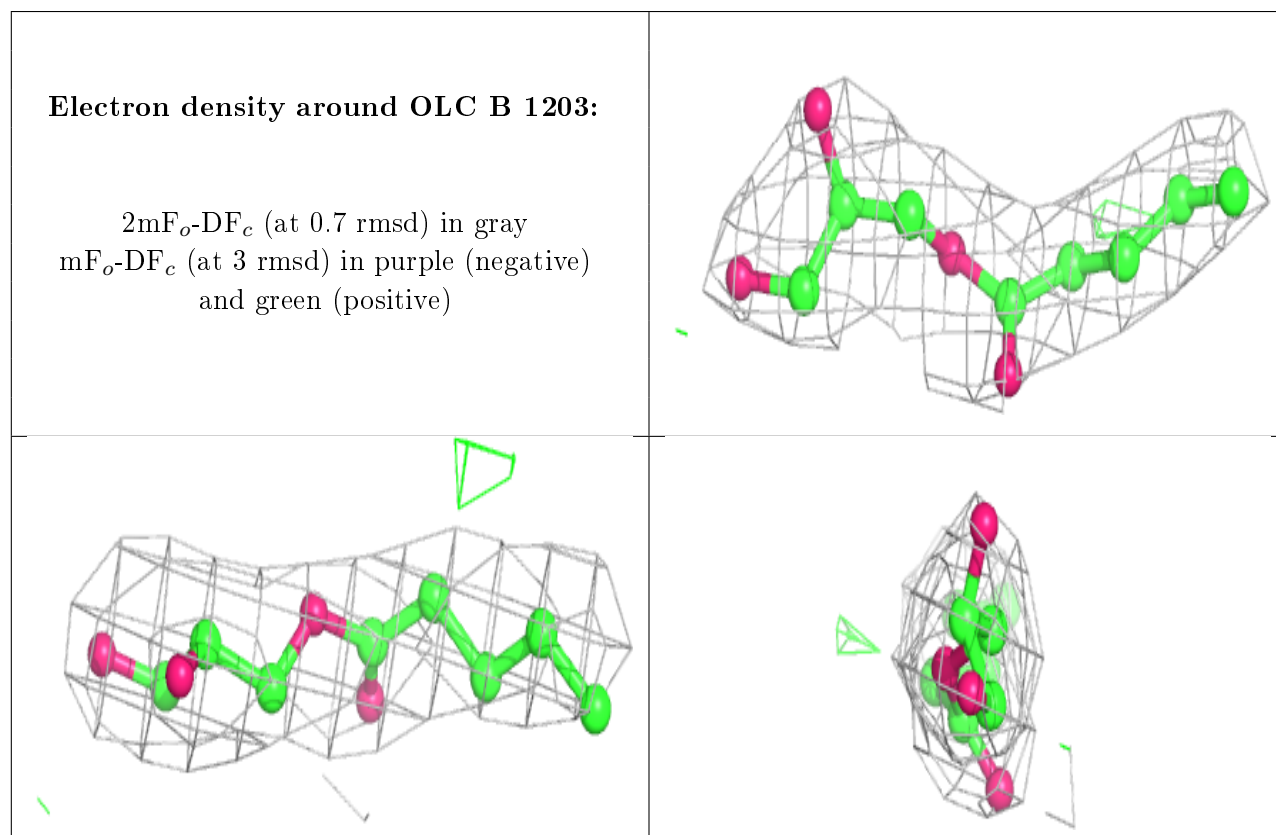 Electron density around OLC B 1203:
2mFo-DFc (at 0.7 rmsd) in gray
mFo-DFc (at 3 rmsd) in purple (negative)
and green (positive)